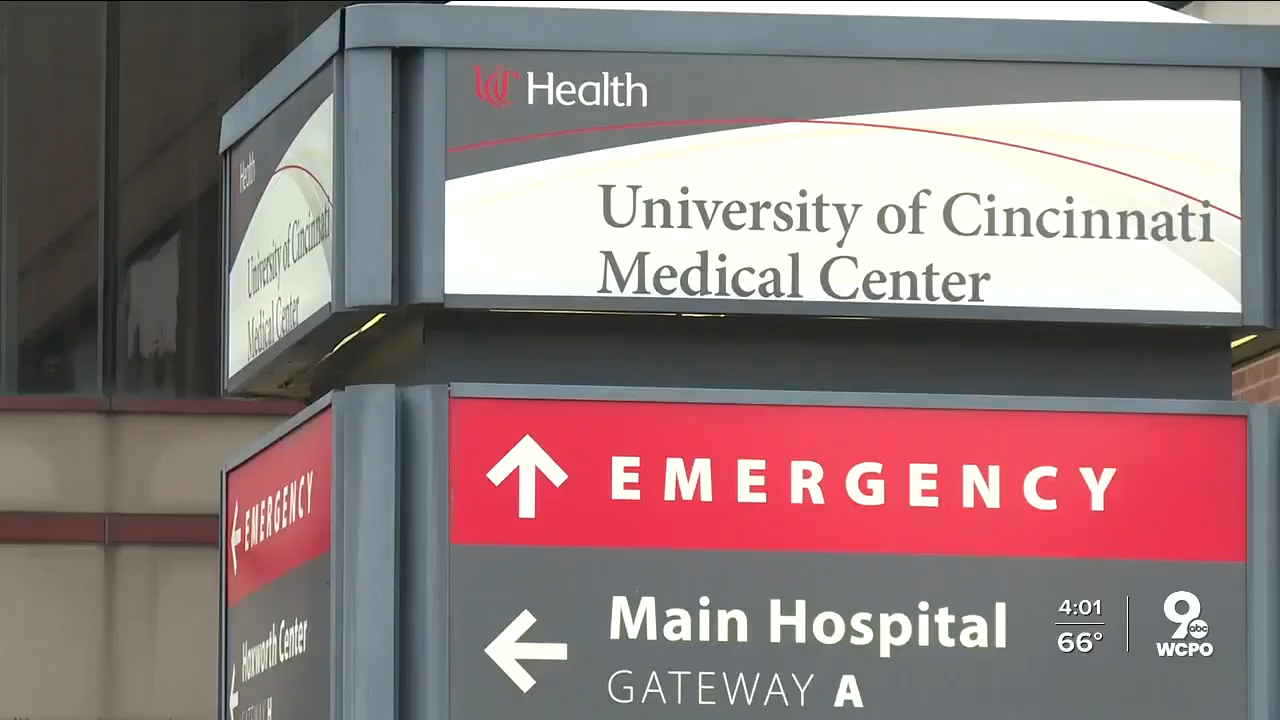 UC Health
University of Cincinnati
Medical Center
EMERGENCY
Main Hospital
GATEWAY A
Health
University of Cincinnati
Medical Center
EMERGENCY
Hoxworth Center
4:01
66°
9 abc
WCPO